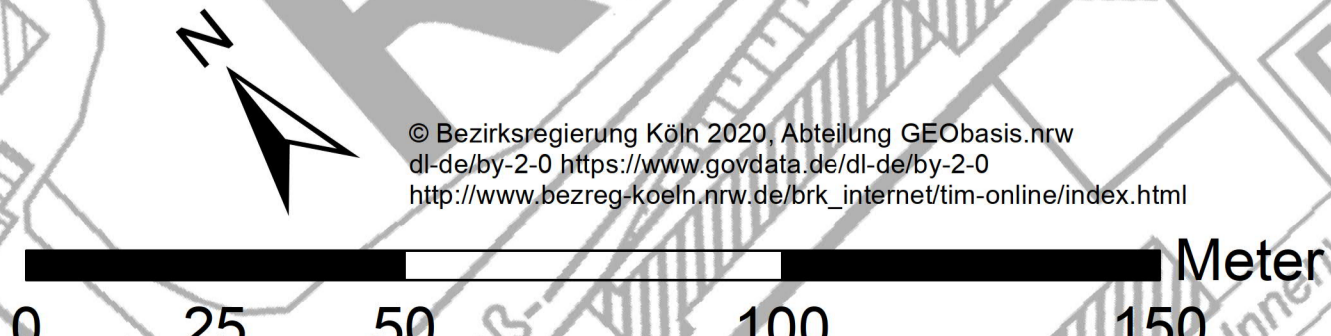 N
© Bezirksregierung Köln 2020, Abteilung GEObasis.nrw
dl-de/by-2-0 https://www.govdata.de/dl-de/by-2-0
http://www.bezreg-koeln.nrw.de/brk_internet/tim-online/index.html
Meter
0 25 50 100 150